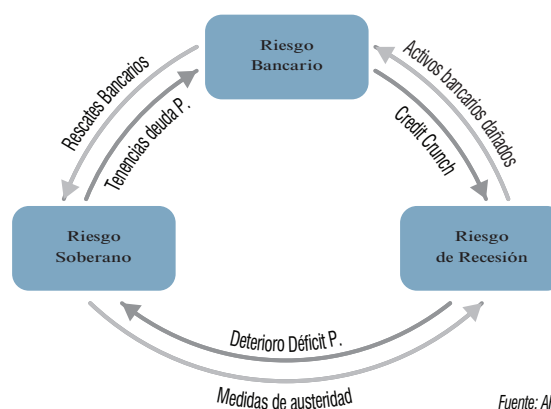 Riesgo
Bancario
Rescates Bancarios
Tenencias deuda P.
Credit Crunch
Activos bancarios dañados
Riesgo
Soberano
Riesgo
de Recesión
Deterioro Déficit P.
Medidas de austeridad
Fuente: